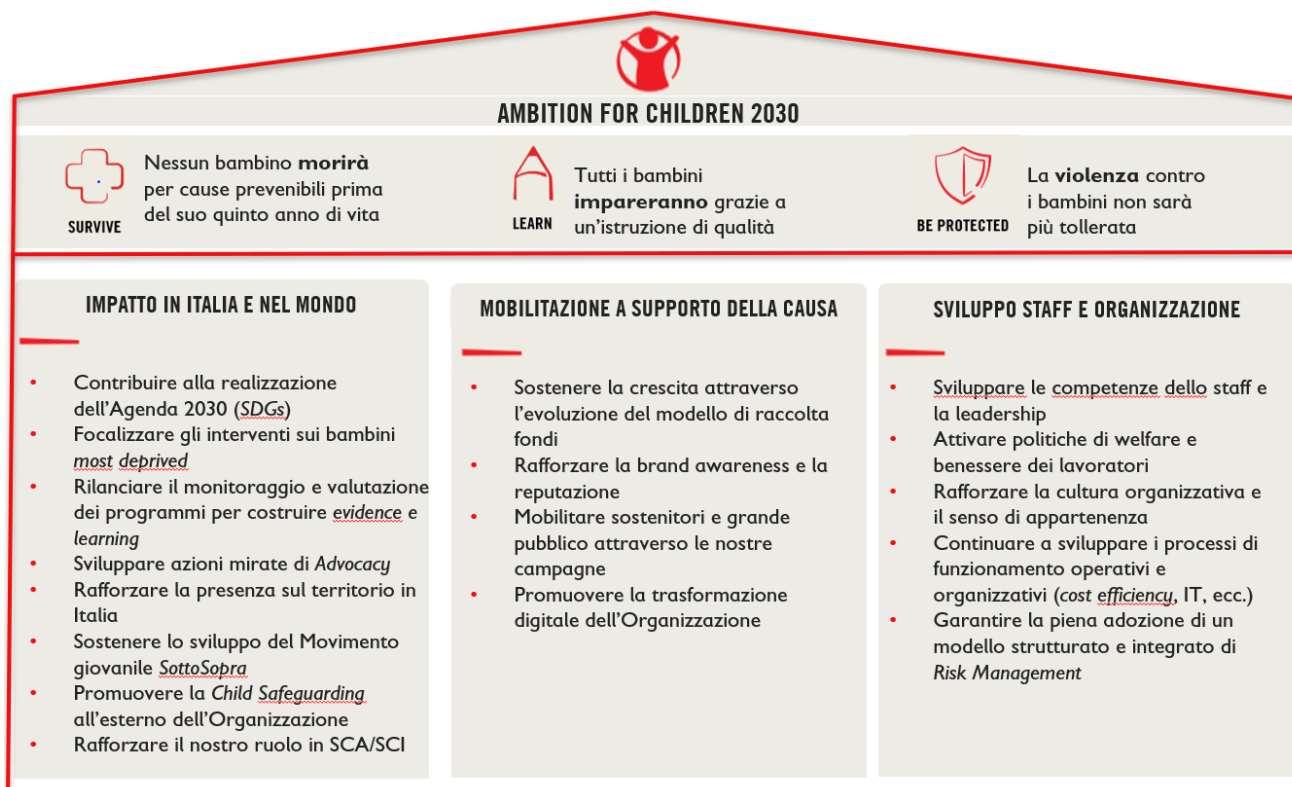 AMBITION FOR CHILDREN 2030
SURVIVE
Nessun bambino morirà
per cause prevenibili prima
del suo quinto anno di vita
LEARN
Tutti i bambini
impareranno grazie a
un’istruzione di qualità
BE PROTECTED
La violenza contro
i bambini non sarà
più tollerata
IMPATTO IN ITALIA E NEL MONDO
• Contribuire alla realizzazione
dell’Agenda 2030 (SDGs)
• Focalizzare gli interventi sui bambini
most deprived
• Rilanciare il monitoraggio e valutazione
dei programmi per costruire evidence e
learning
• Sviluppare azioni mirate di Advocacy
• Rafforzare la presenza sul territorio in
Italia
• Sostenere lo sviluppo del Movimento
giovanile SottoSopra
• Promuovere la Child Safeguarding
all’esterno dell’Organizzazione
• Rafforzare il nostro ruolo in SCA/SCI
MOBILITAZIONE A SUPPORTO DELLA CAUSA
• Sostenere la crescita attraverso
l’evoluzione del modello di raccolta
fondi
• Rafforzare la brand awareness e la
reputazione
• Mobilitare sostenitori e grande
pubblico attraverso le nostre
campagne
• Promuovere la trasformazione
digitale dell’Organizzazione
SVILUPPO STAFF E ORGANIZZAZIONE
• Sviluppare le competenze dello staff e
la leadership
• Attivare politiche di welfare e
benessere dei lavoratori
• Rafforzare la cultura organizzativa e
il senso di appartenenza
• Continuare a sviluppare i processi di
funzionamento operativi e
organizzativi (cost efficiency, IT, ecc.)
• Garantire la piena adozione di un
modello strutturato e integrato di
Risk Management